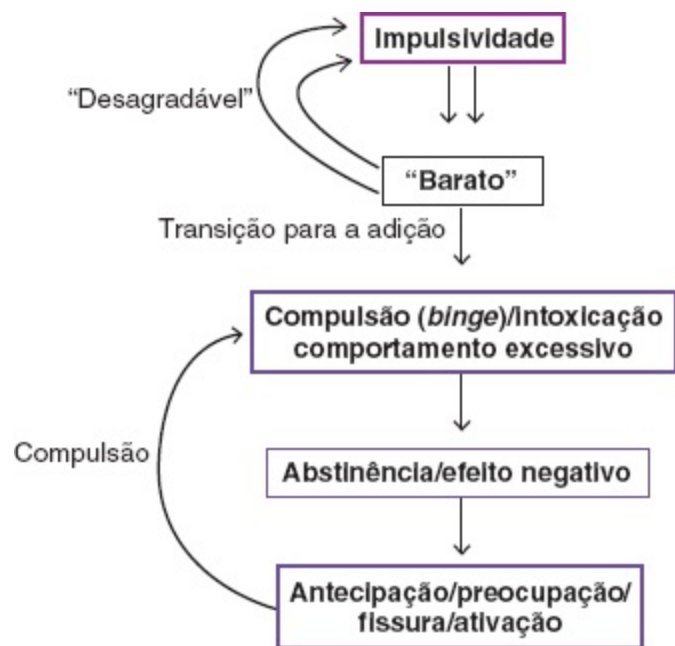 Impulsividade
“Desagradável”
“Barato”
Transição para a adição
Compulsão (binge)/intoxicação
comportamento excessivo
Compulsão
Abstinência/efeito negativo
Antecipação/preocupação/
fissura/ativação